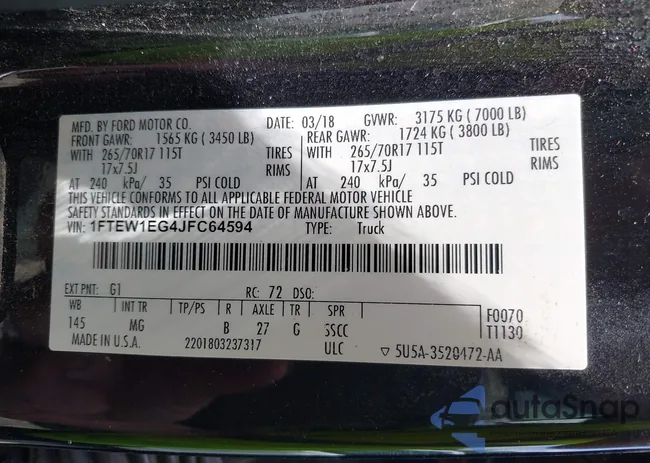 MFD. BY FORD MOTOR CO. DATE: 03/18 GVWR: 3175 KG ( 7000 LB)
FRONT GAWR: 1565 KG ( 3450 LB) REAR GAWR: 1724 KG ( 3800 LB)
WITH 265/70R17 115T TIRES WITH 265/70R17 115T TIRES
17x7.5J RIMS 17x7.5J RIMS
AT 240 kPa/ 35 PSI COLD AT 240 kPa/ 35 PSI COLD
THIS VEHICLE CONFORMS TO ALL APPLICABLE FEDERAL MOTOR VEHICLE
SAFETY STANDARDS IN EFFECT ON THE DATE OF MANUFACTURE SHOWN ABOVE.
VIN: 1FTEW1EG4JFC64594 TYPE: Truck
EXT PNT: G1 RC: 72 DSO:
WB INT TR TP/PS R AXLE TR SPR F0070
145 MG B 27 G 5SCC T1130
MADE IN U.S.A. 2201803237317 ULC ▽ 5U5A-3520472-AA
autoSnap